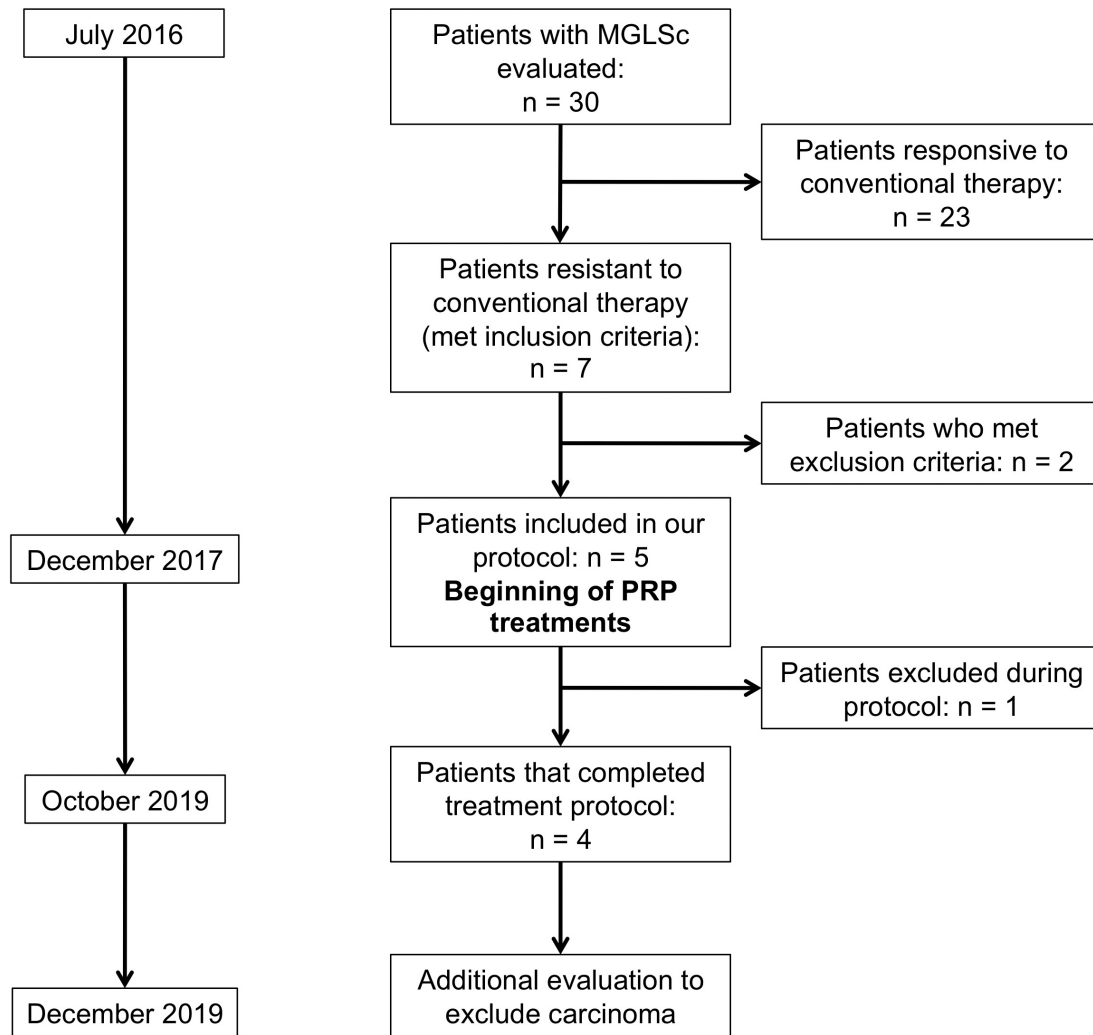 July 2016
Patients with MGLSc
evaluated:
n = 30
Patients responsive to
conventional therapy:
n = 23
Patients resistant to
conventional therapy
(met inclusion criteria):
n = 7
Patients who met
exclusion criteria: n = 2
December 2017
Patients included in our
protocol: n = 5
Beginning of PRP
treatments
Patients excluded during
protocol: n = 1
October 2019
Patients that completed
treatment protocol:
n = 4
December 2019
Additional evaluation to
exclude carcinoma